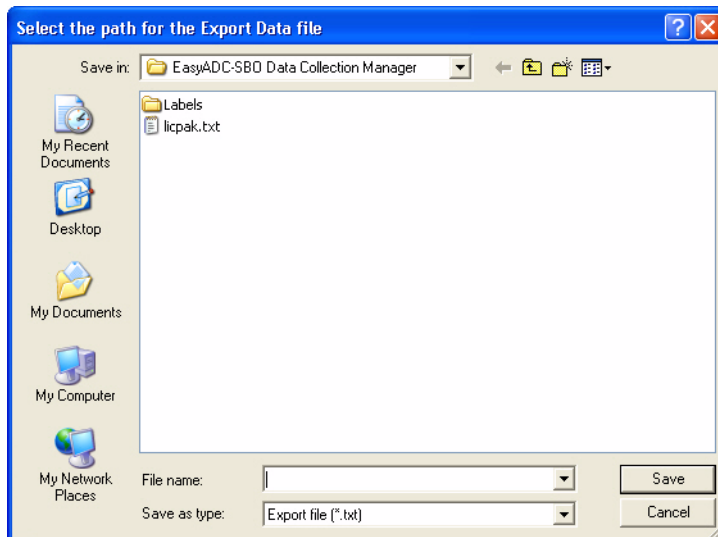 Select the path for the Export Data file
Save in:
EasyADC-SBO Data Collection Manager
My Recent
Documents
Desktop
My Documents
My Computer
My Network
Places
Labels
licpak.txt
File name:
Save
Save as type:
Export file (*.txt)
Cancel